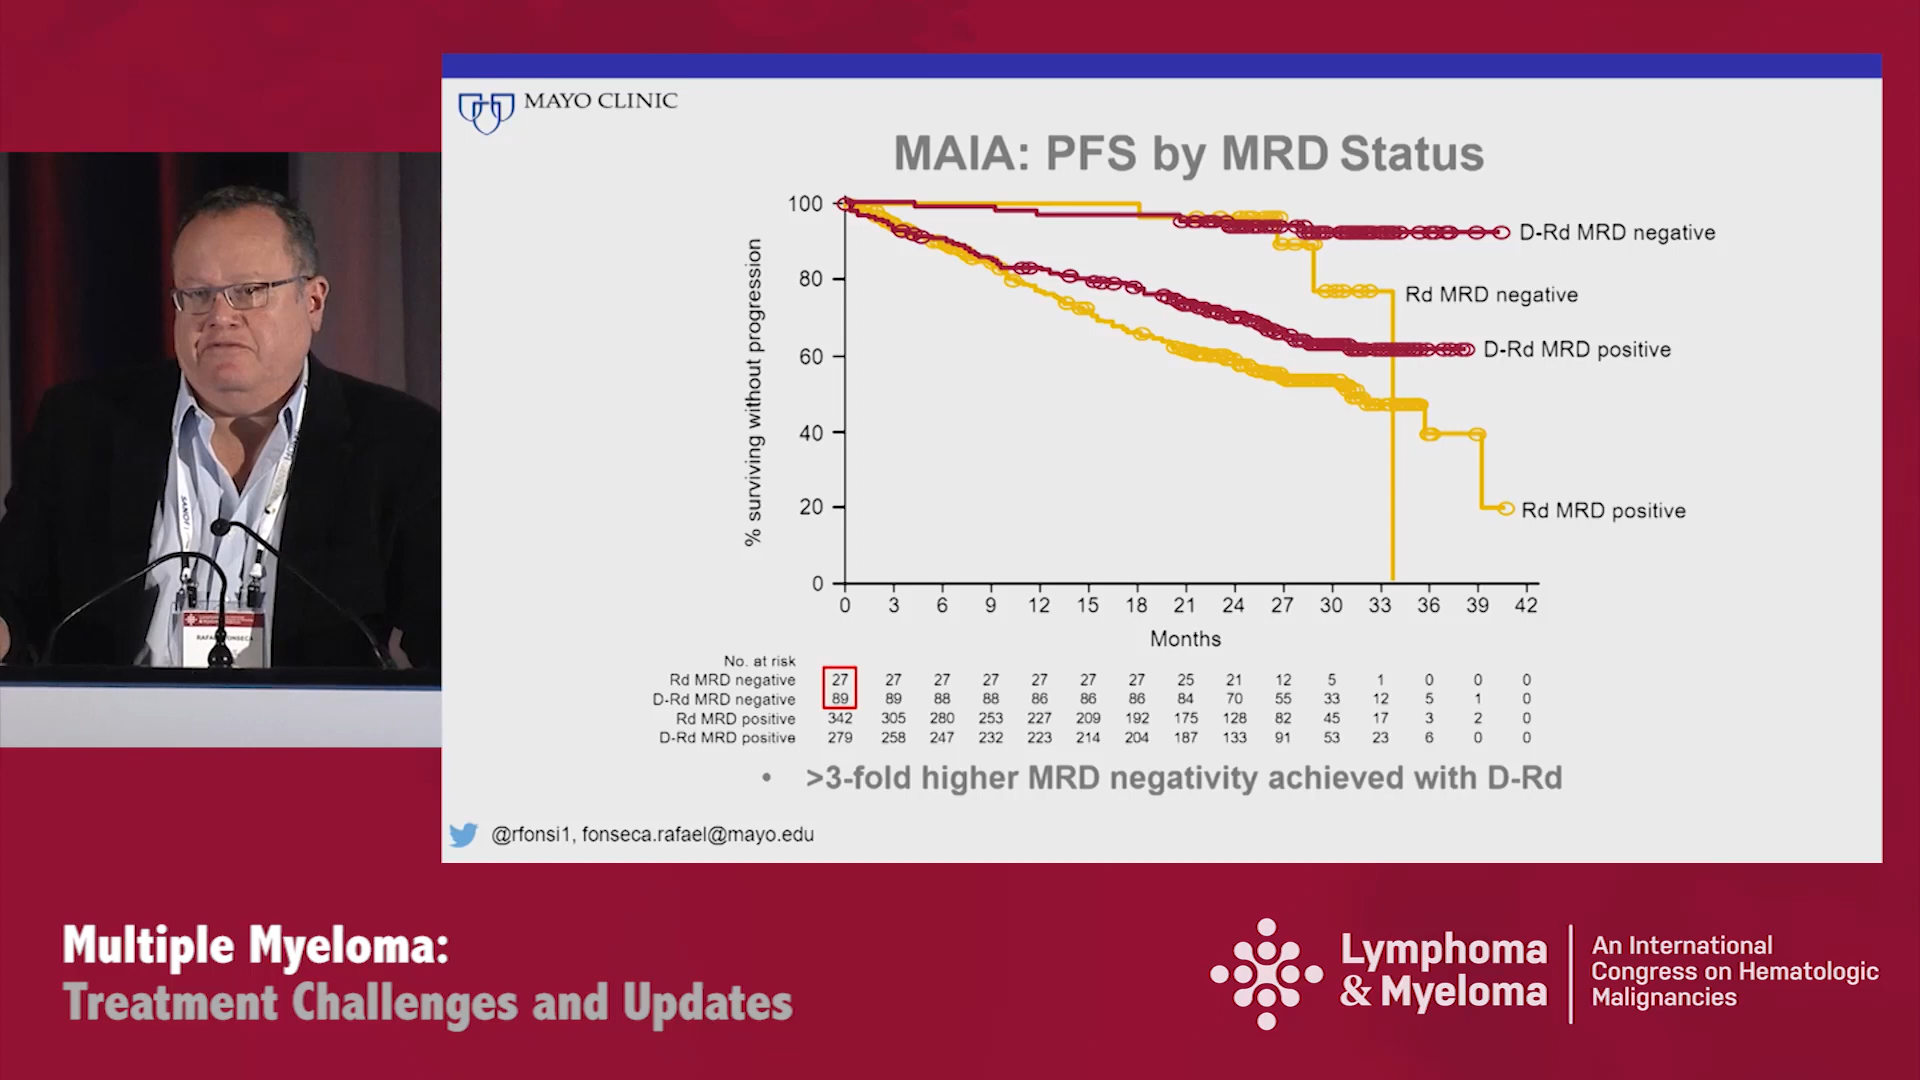 MAYO CLINIC
MAIA: PFS by MRD Status
% surviving without progression
100
80
60
40
20
0
D-Rd MRD negative
Rd MRD negative
D-Rd MRD positive
Rd MRD positive
0 3 6 9 12 15 18 21 24 27 30 33 36 39 42
Months
No. at risk
Rd MRD negative 27 27 27 27 27 27 27 25 21 12 5 1 0 0 0
D-Rd MRD negative 89 89 88 88 86 86 86 84 70 55 33 12 5 1 0
Rd MRD positive 342 305 280 253 227 209 192 175 128 82 45 17 3 2 0
D-Rd MRD positive 279 258 247 232 223 214 204 187 133 91 53 23 6 0 0
• >3-fold higher MRD negativity achieved with D-Rd
@rfonsi1, fonseca.rafael@mayo.edu
SANOFI
Multiple Myeloma:
Treatment Challenges and Updates
Lymphoma
& Myeloma
An International
Congress on Hematologic
Malignancies